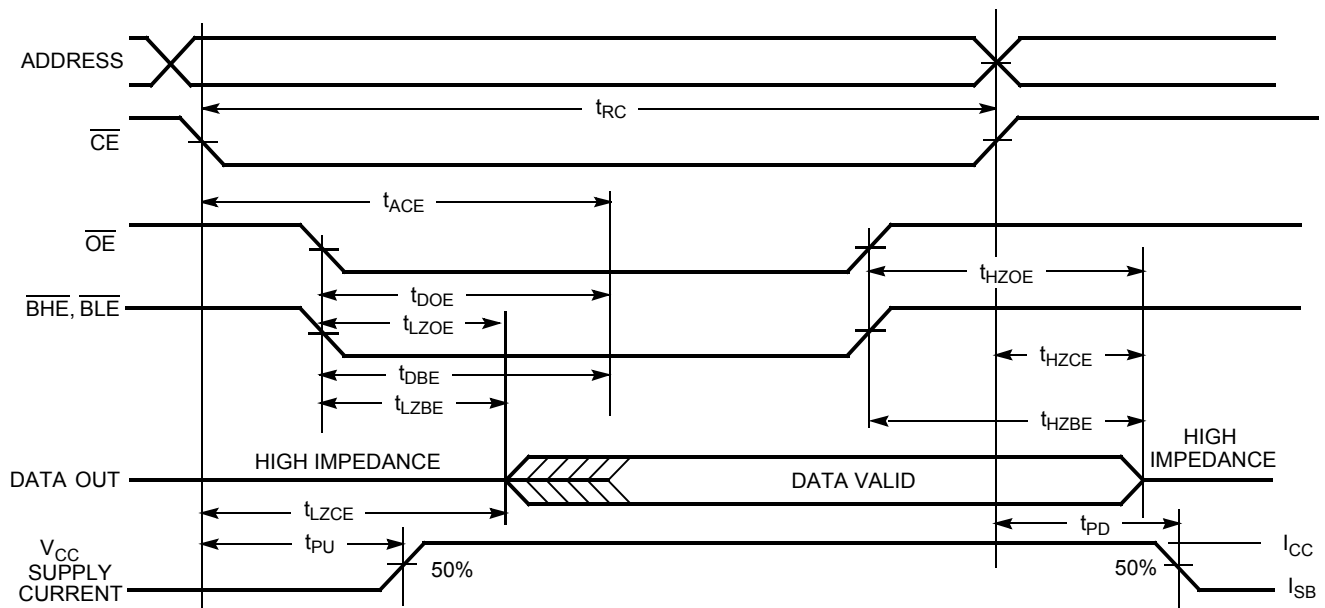 ADDRESS
tRC
CE
tACE
OE
tHZOE
tDOE
BHE, BLE
tLZOE
tHZCE
tDBE
tLZBE
tHZBE
HIGH IMPEDANCE
HIGH
IMPEDANCE
DATA OUT
DATA VALID
tLZCE
tPD
tPU
VCC
SUPPLY
CURRENT
50%
50%
ICC
ISB